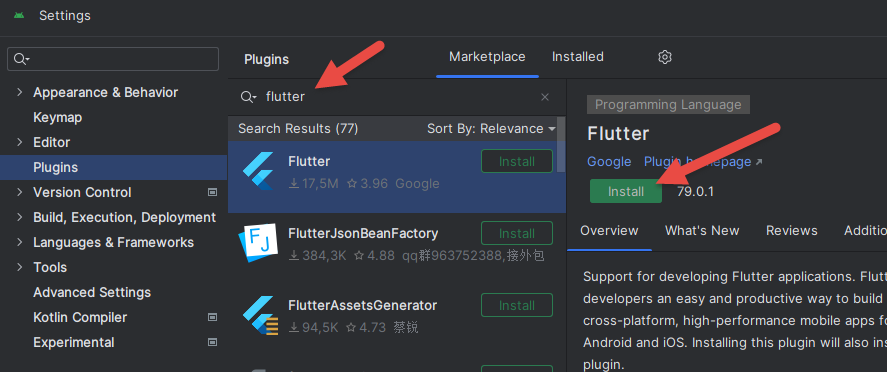 Settings
Appearance & Behavior
Keymap
Editor
Plugins
Version Control
Build, Execution, Deployment
Languages & Frameworks
Tools
Advanced Settings
Kotlin Compiler
Experimental
Plugins
Marketplace
Installed
flutter
Search Results (77)
Sort By: Relevance
Flutter
Install
17,5M 3.96 Google
FlutterJsonBeanFactory
Install
384,3K 4.88 qq群963752388,接外包
FlutterAssetsGenerator
Install
94,5K 4.73 蔡锐
Programming Language
Flutter
Google Plugin homepage
Install 79.0.1
Overview What's New Reviews Additio
Support for developing Flutter applications. Flutt
developers an easy and productive way to build
cross-platform, high-performance mobile apps fo
Android and iOS. Installing this plugin will also ins
plugin.